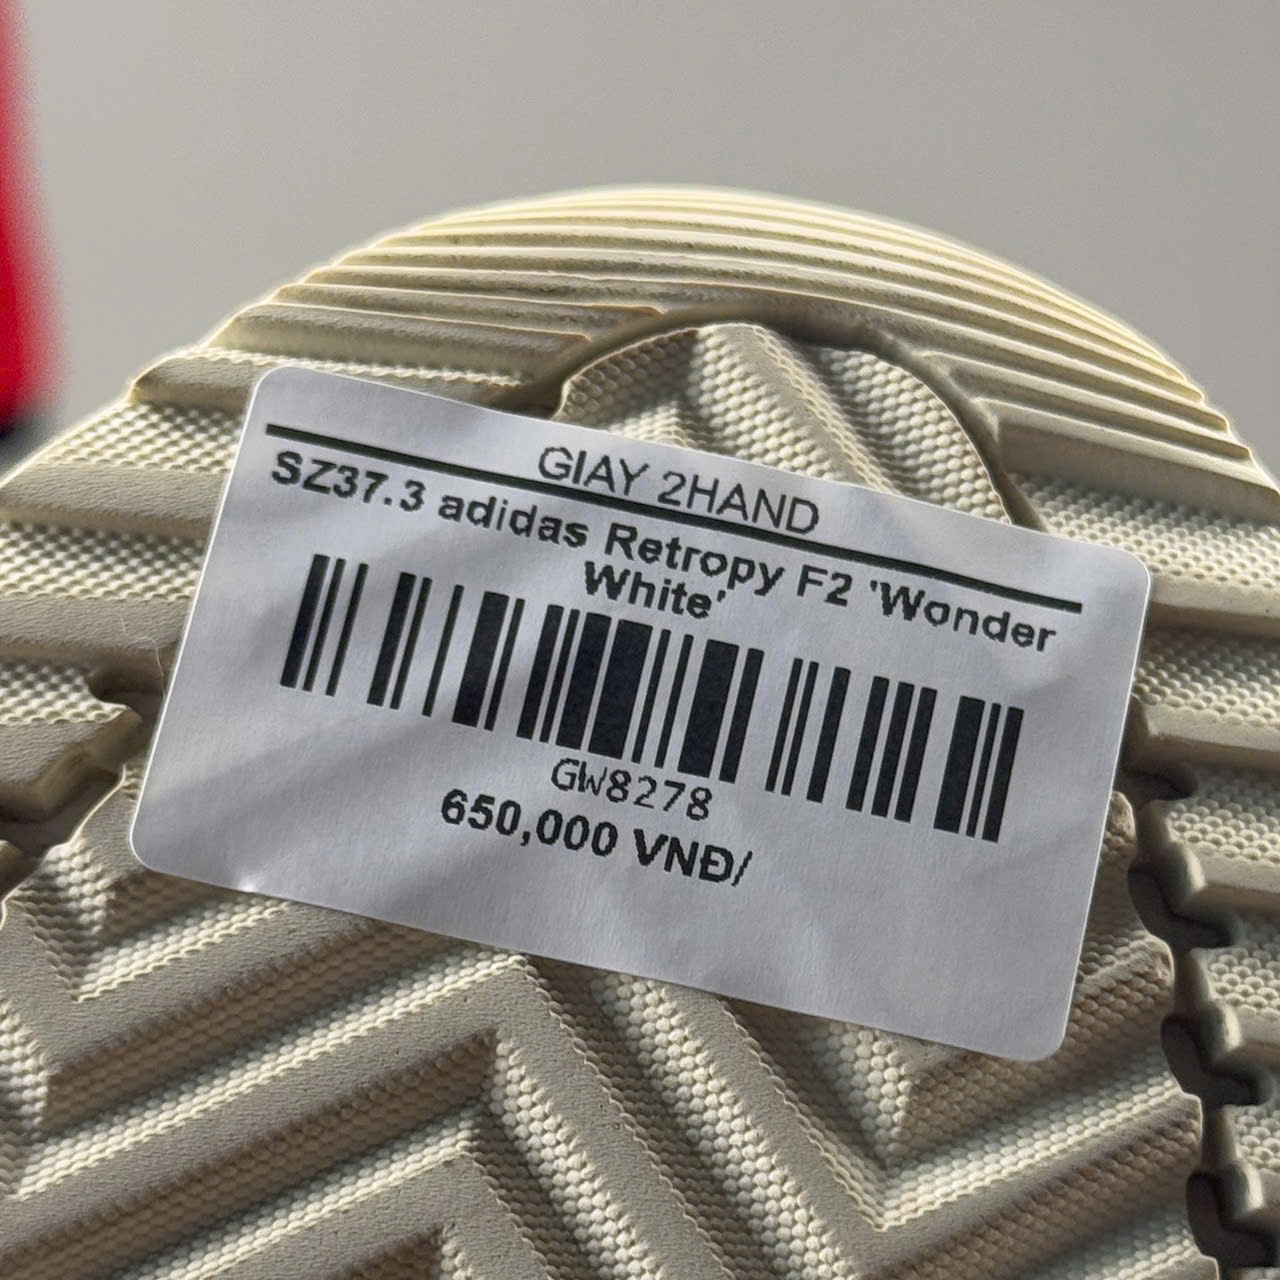 GIAY 2HAND
SZ37.3 adidas Retropy F2 'Wonder
White'
GW8278
650,000 VNĐ/